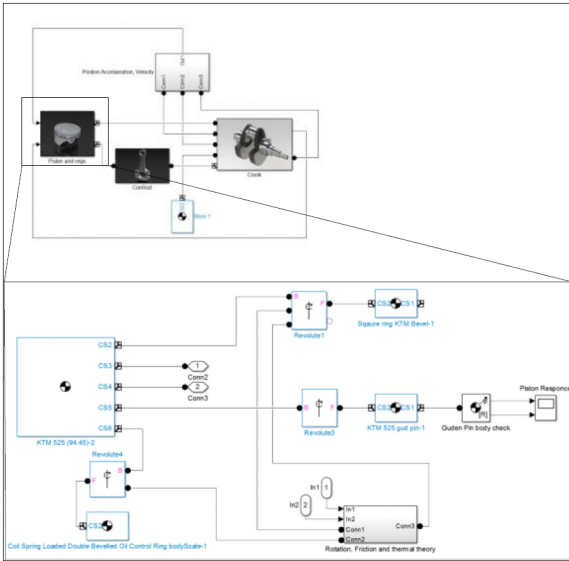 Out1
Position Acceleration, Velocity
Conn1
Conn2
Conn3
Piston and rings
ConRod
Crank
CS2
Bore-1
B
F
Revolute1
CS2
CS1
Sqaure ring KTM Bevel-1
CS2
CS3
CS4
CS5
CS6
KTM 525 (94.45)-2
1
Conn2
2
Conn3
B
F
Revolute3
CS2
CS1
KTM 525 gud pin-1
[R]
Guden Pin body check
Piston Responce
Revolute4
F
B
CS2
Coil Spring Loaded Double Bevelled Oil Control Ring bodyScale-1
In1
1
In2
2
In1
In2
Conn1
Conn2
Conn3
Rotation, Friction and thermal theory